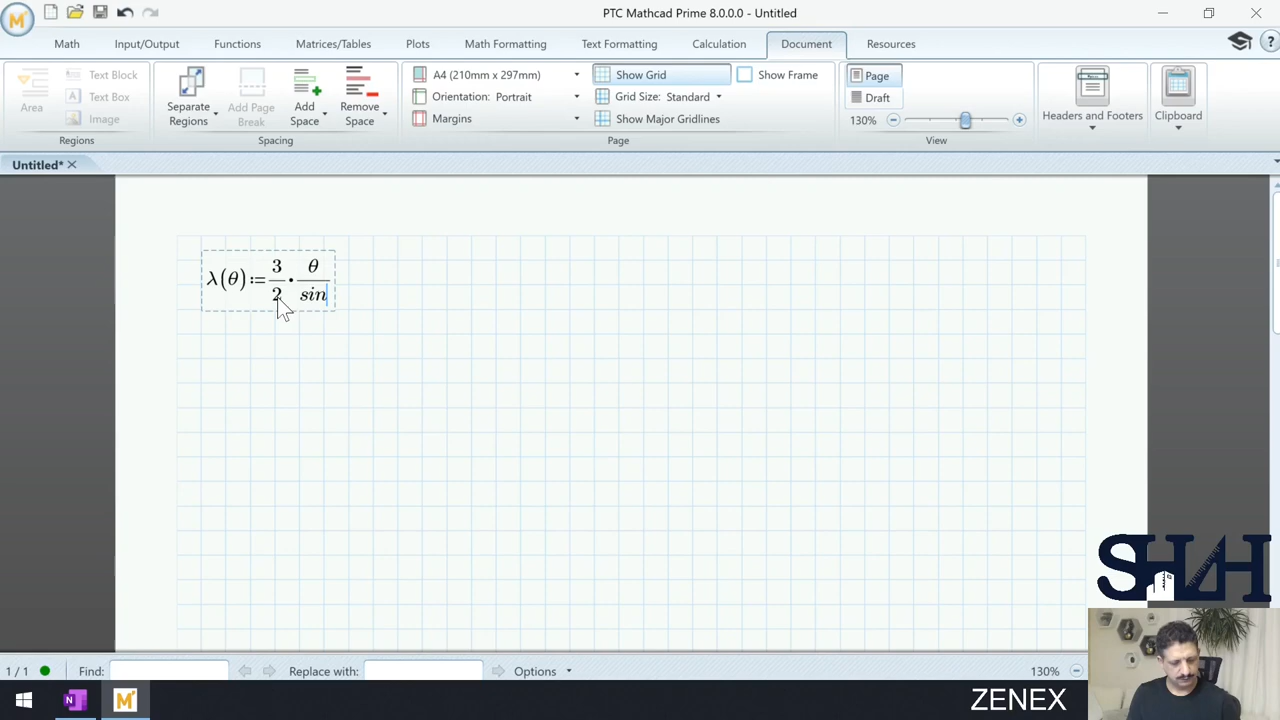 PTC Mathcad Prime 8.0.0.0 - Untitled
Math Input/Output Functions Matrices/Tables Plots Math Formatting Text Formatting Calculation Document Resources
Area
Text Block
Text Box
Image
Regions
Separate Regions
Add Page Break
Add Space
Remove Space
Spacing
A4 (210mm x 297mm)
Orientation: Portrait
Margins
Show Grid
Grid Size: Standard
Show Major Gridlines
Show Frame
Page
Page
Draft
130%
View
Headers and Footers
Clipboard
Untitled*
λ(θ):=3/2·θ/sin
SHAH
1 / 1 Find: Replace with: Options 130%
ZENEX